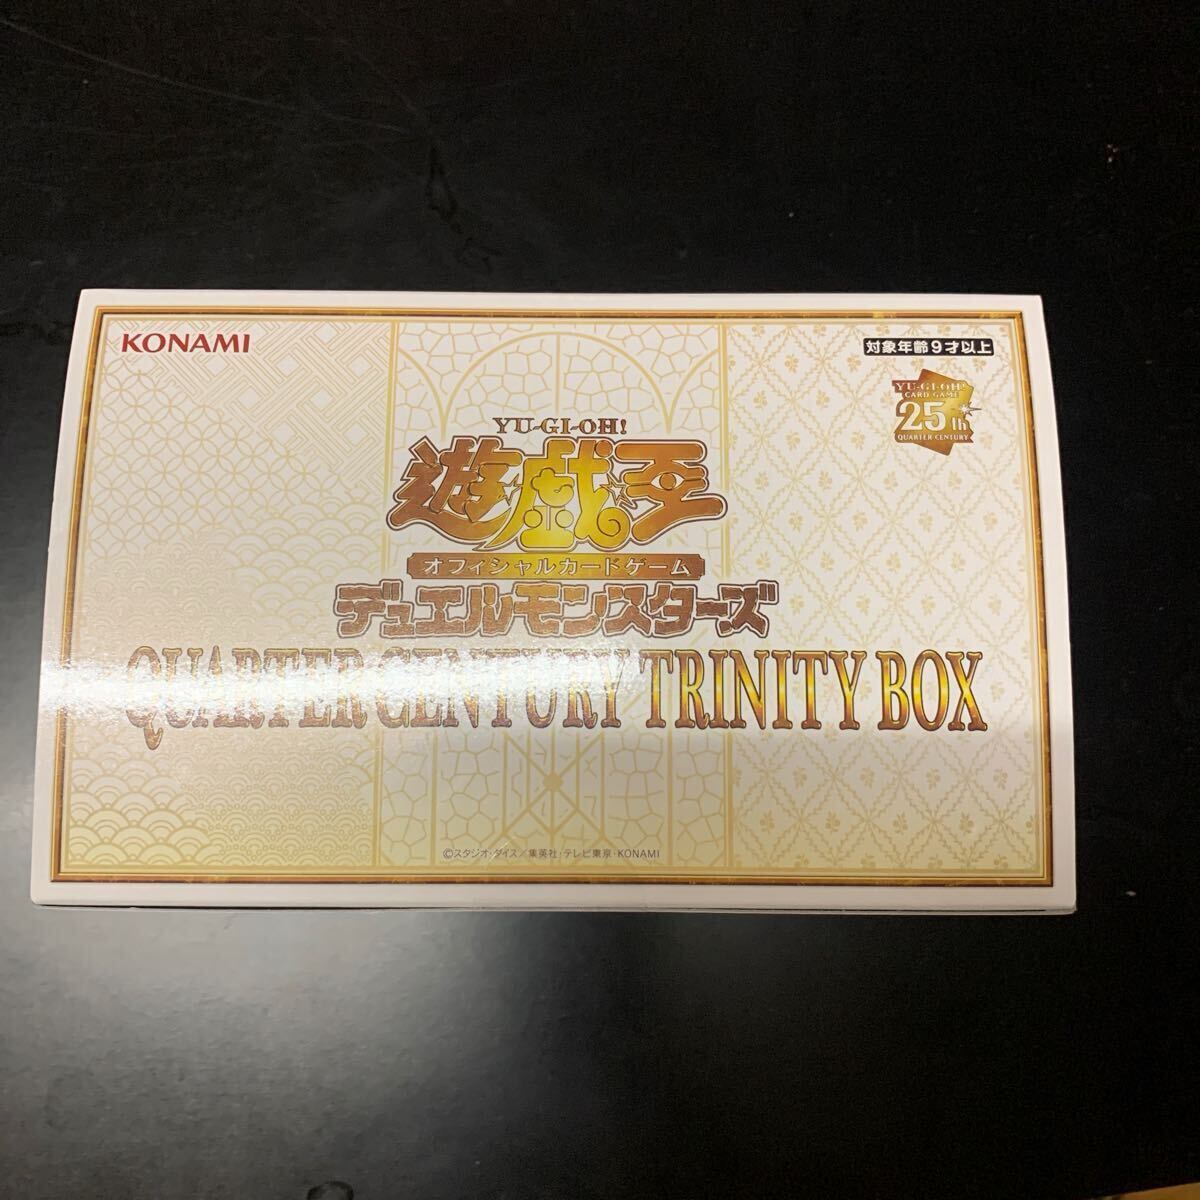 KONAMI
対象年齢9才以上
YU-GI-OH!
CARD GAME
25th
QUARTER CENTURY
YU-GI-OH!
遊☆戯☆王
オフィシャルカードゲーム
デュエルモンスターズ
QUARTER CENTURY TRINITY BOX
©スタジオ・ダイス／集英社・テレビ東京・KONAMI